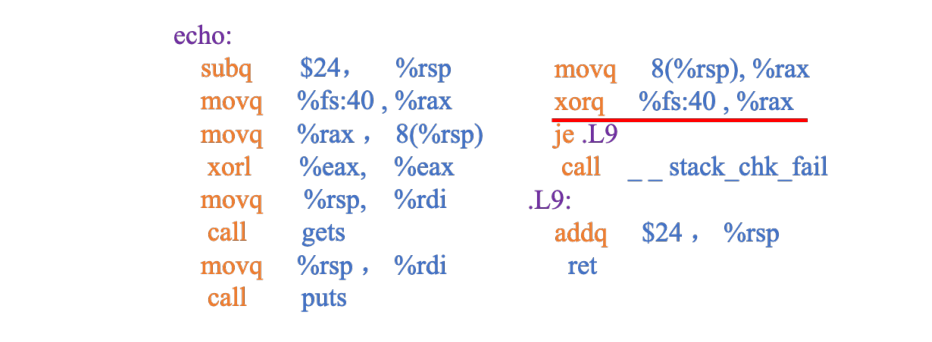 echo:
subq $24， %rsp
movq %fs:40 , %rax
movq %rax ， 8(%rsp)
xorl %eax, %eax
movq %rsp, %rdi
call gets
movq %rsp ， %rdi
call puts
movq 8(%rsp), %rax
xorq %fs:40 , %rax
je .L9
call _ _ stack_chk_fail
.L9:
addq $24 ， %rsp
ret